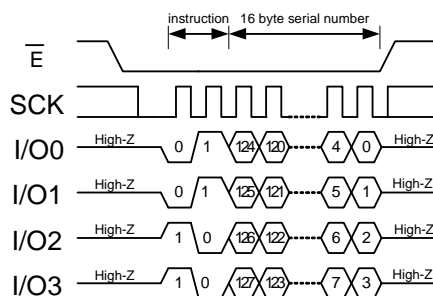 instruction 16 byte serial number
E
SCK
I/O0 High-Z 0 1 124 120 4 0 High-Z
I/O1 High-Z 0 1 125 121 5 1 High-Z
I/O2 High-Z 1 0 126 122 6 2 High-Z
I/O3 High-Z 1 0 127 123 7 3 High-Z